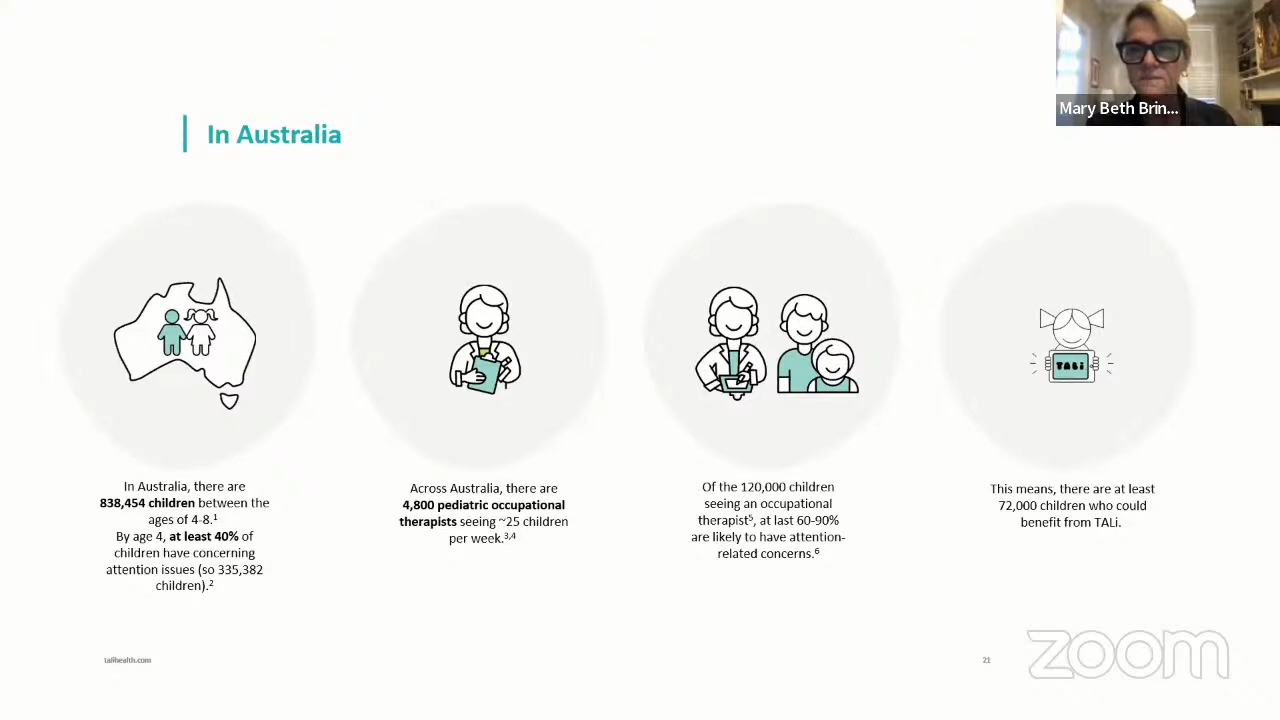 Mary Beth Brin...
In Australia
TALi
In Australia, there are
838,454 children between the
ages of 4-8.1
By age 4, at least 40% of
children have concerning
attention issues (so 335,382
children).2
Across Australia, there are
4,800 pediatric occupational
therapists seeing ~25 children
per week.3,4
Of the 120,000 children
seeing an occupational
therapist5, at last 60-90%
are likely to have attention-
related concerns.6
This means, there are at least
72,000 children who could
benefit from TALi.
talihealth.com
21
zoom